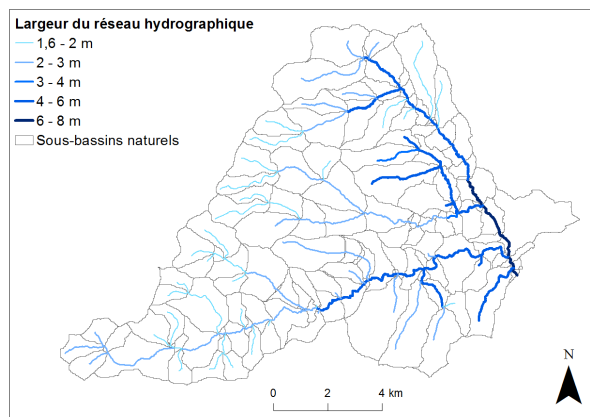 Largeur du réseau hydrographique
1,6 - 2 m
2 - 3 m
3 - 4 m
4 - 6 m
6 - 8 m
Sous-bassins naturels
N
0 2 4 km